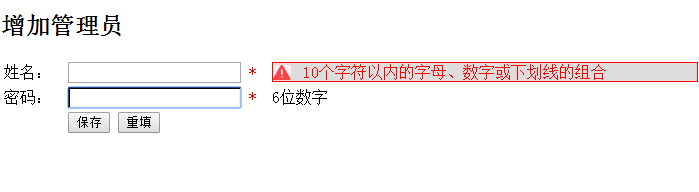 增加管理员
姓名： * 10个字符以内的字母、数字或下划线的组合
密码： * 6位数字
保存 重填